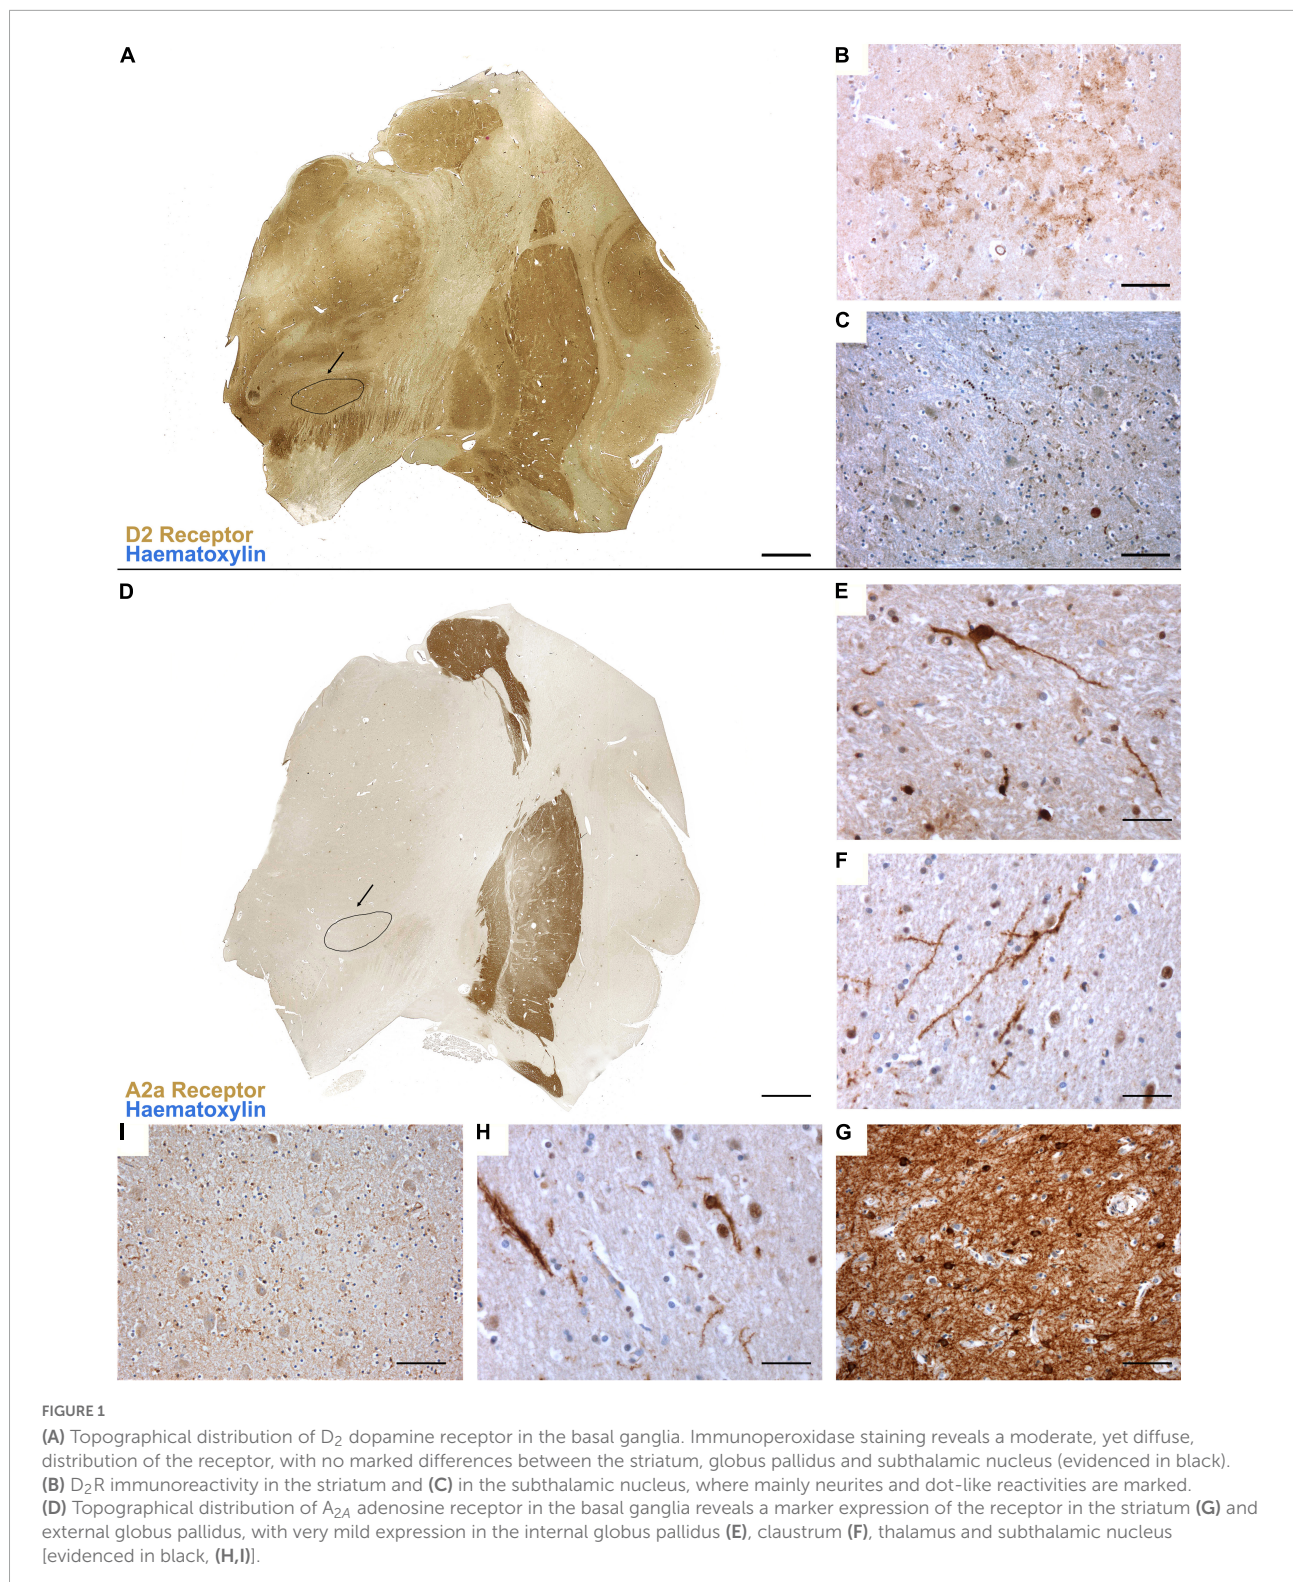 A
B
C
D2 Receptor
Haematoxylin
D
E
F
A2a Receptor
Haematoxylin
I
H
G
FIGURE 1
(A) Topographical distribution of D2 dopamine receptor in the basal ganglia. Immunoperoxidase staining reveals a moderate, yet diffuse,
distribution of the receptor, with no marked differences between the striatum, globus pallidus and subthalamic nucleus (evidenced in black).
(B) D2R immunoreactivity in the striatum and (C) in the subthalamic nucleus, where mainly neurites and dot-like reactivities are marked.
(D) Topographical distribution of A2A adenosine receptor in the basal ganglia reveals a marker expression of the receptor in the striatum (G) and
external globus pallidus, with very mild expression in the internal globus pallidus (E), claustrum (F), thalamus and subthalamic nucleus
[evidenced in black, (H,I)].